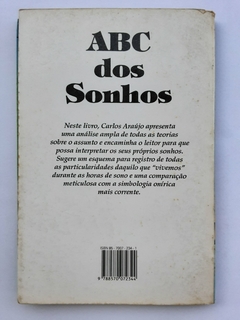 ABC
dos
Sonhos
Neste livro, Carlos Araújo apresenta
uma análise ampla de todas as teorias
sobre o assunto e encaminha o leitor para que
possa interpretar os seus próprios sonhos.
Sugere um esquema para registro de todas
as particularidades daquilo que "vivemos"
durante as horas de sono e uma comparação
meticulosa com a simbologia onírica
mais corrente.
9788570072344